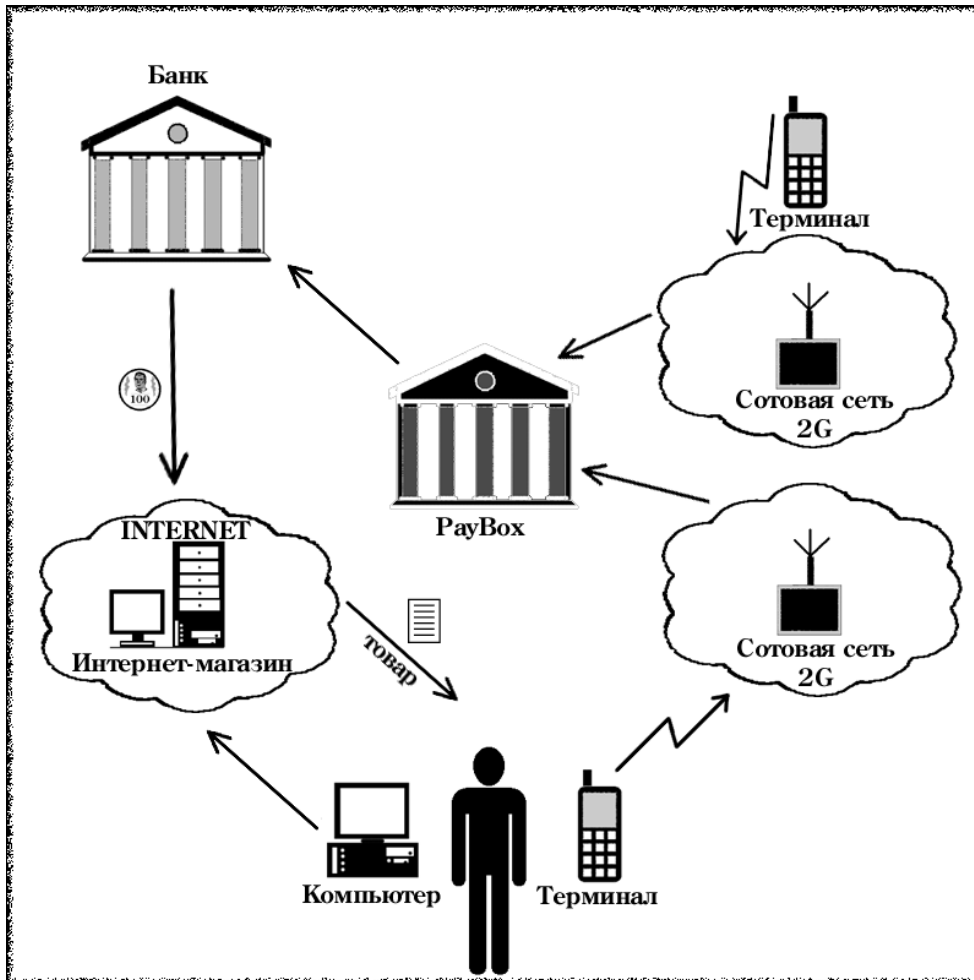 Банк
Терминал
Сотовая сеть
2G
100
PayBox
INTERNET
Интернет-магазин
товар
Сотовая сеть
2G
Компьютер
Терминал